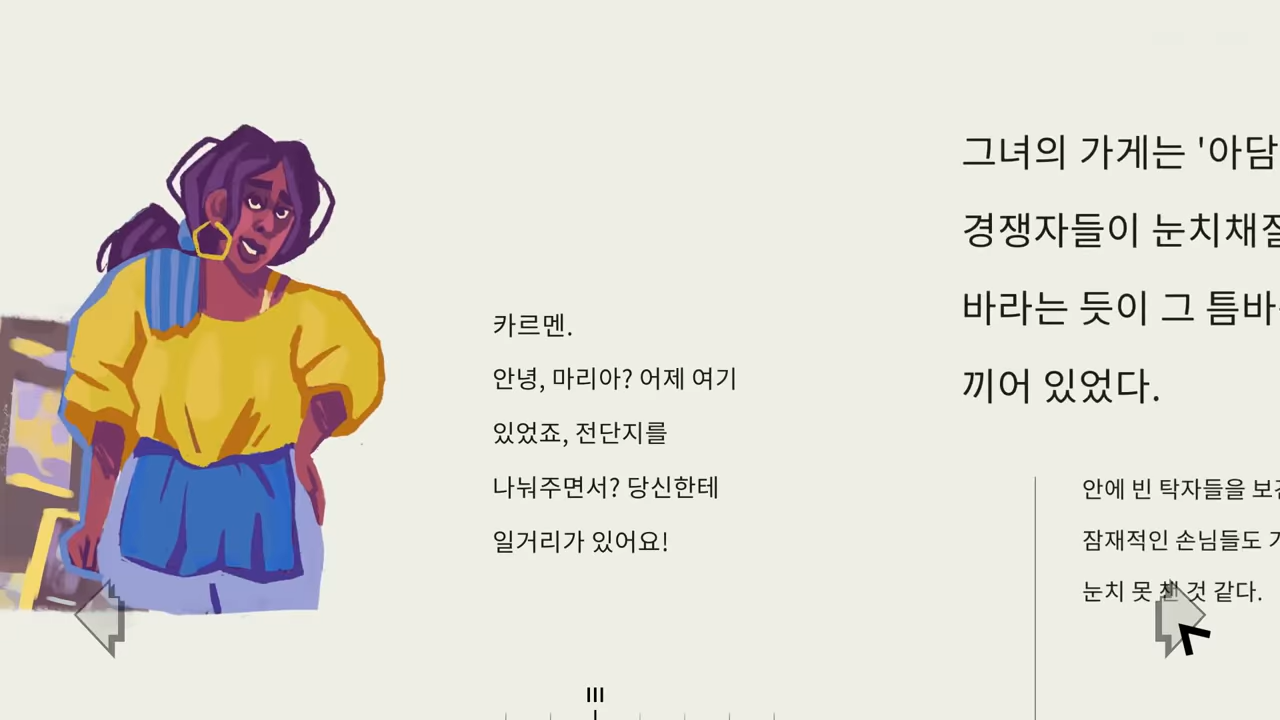 카르멘.
안녕, 마리아? 어제 여기
있었죠, 전단지를
나눠주면서? 당신한테
일거리가 있어요!
그녀의 가게는 '아담
경쟁자들이 눈치채질
바라는 듯이 그 틈바
끼어 있었다.
안에 빈 탁자들을 보
잠재적인 손님들도
눈치 못 챈 것 같다.
III